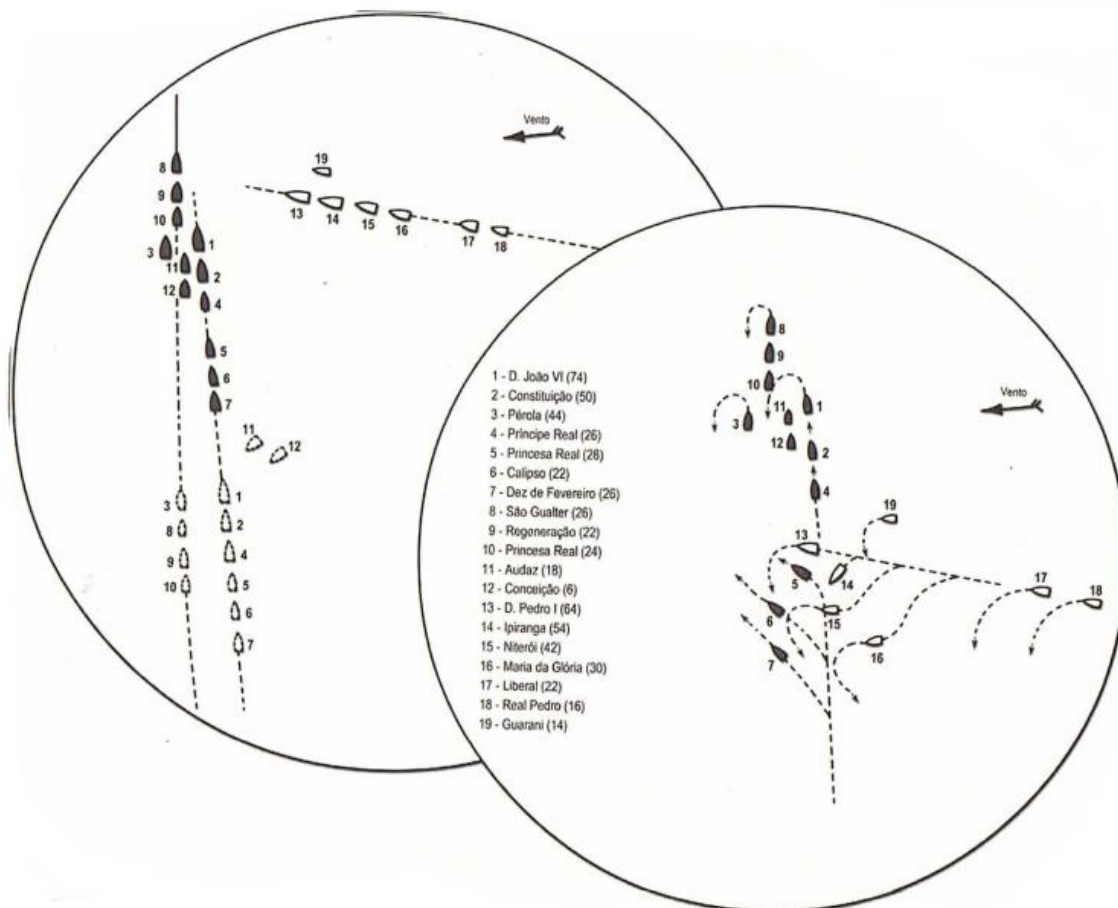 Vento
19
8
9
13
14
15
16
17
18
10
3
1
11
2
12
4
5
6
7
11
12
3
1
8
2
9
4
10
5
6
7
Vento
8
9
10
1
11
3
12
2
4
19
13
5
14
17
18
6
15
7
16
1 - D. João VI (74)
2 - Constituição (50)
3 - Pérola (44)
4 - Príncipe Real (26)
5 - Princesa Real (28)
6 - Calipso (22)
7 - Dez de Fevereiro (26)
8 - São Gualter (26)
9 - Regeneração (22)
10 - Princesa Real (24)
11 - Audaz (18)
12 - Conceição (6)
13 - D. Pedro I (64)
14 - Ipiranga (54)
15 - Niterói (42)
16 - Maria da Glória (30)
17 - Liberal (22)
18 - Real Pedro (16)
19 - Guarani (14)